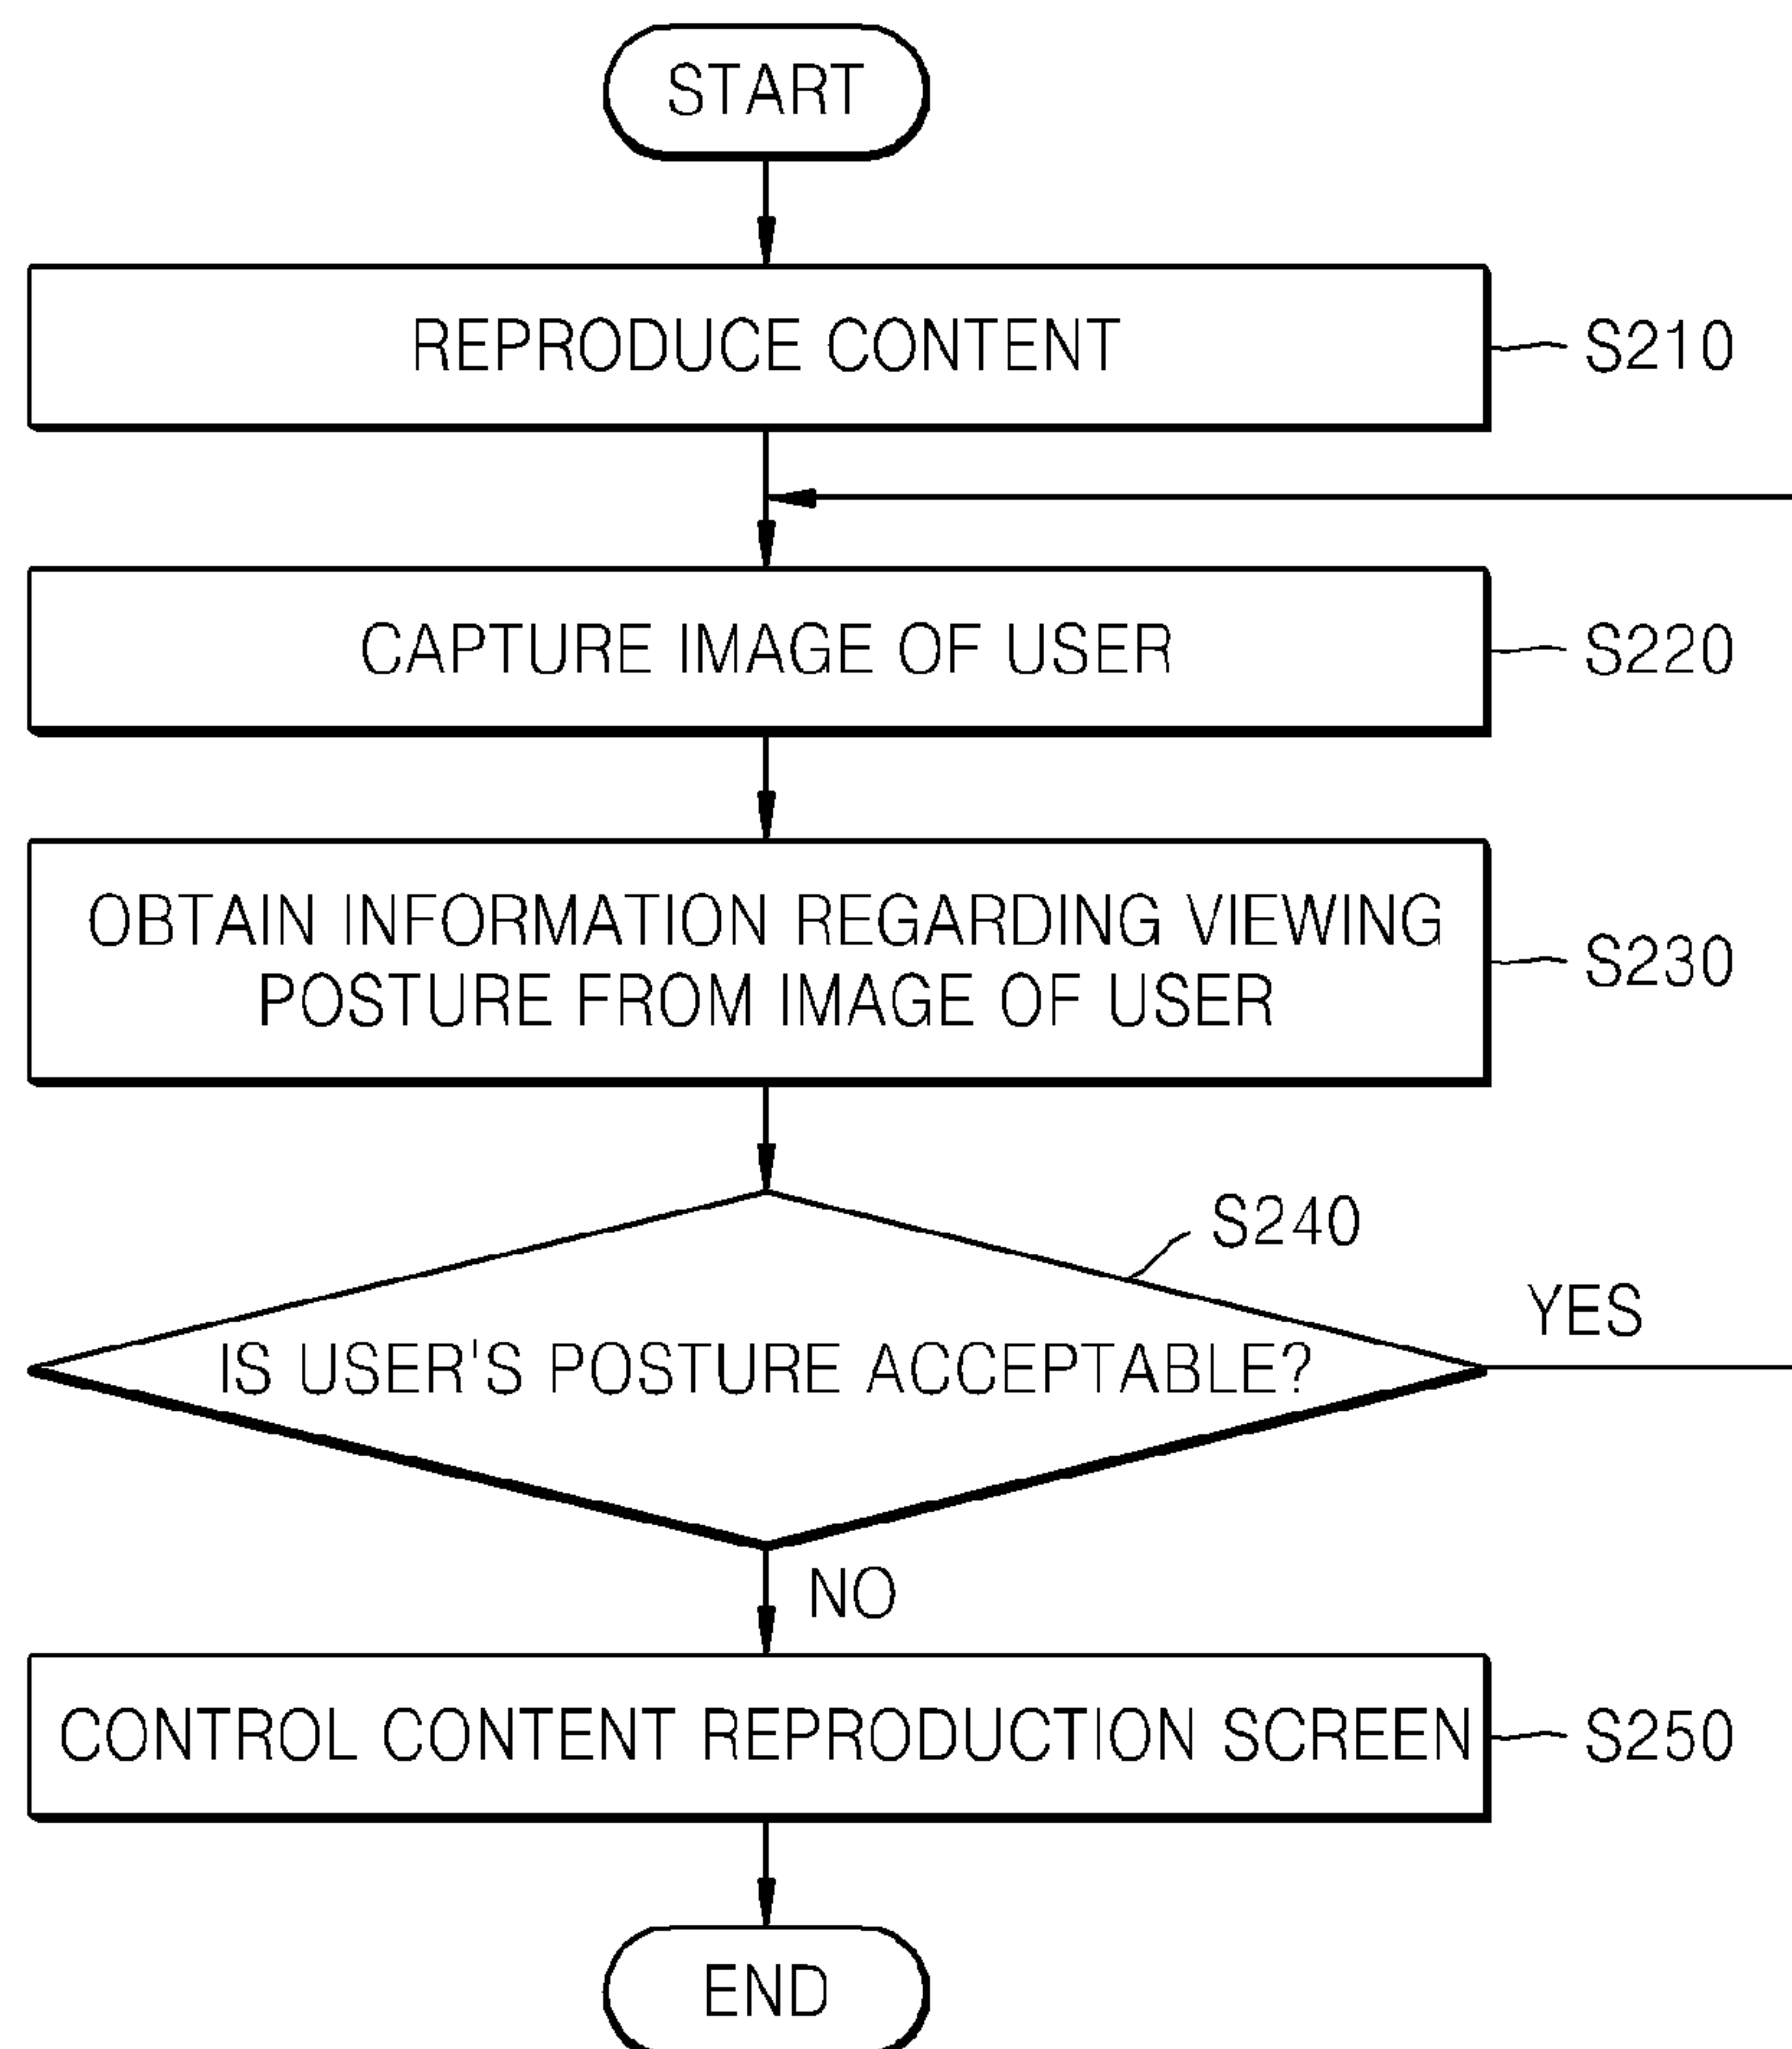 START
REPRODUCE CONTENT
S210
CAPTURE IMAGE OF USER
S220
OBTAIN INFORMATION REGARDING VIEWING
POSTURE FROM IMAGE OF USER
S230
S240
YES
IS USER'S POSTURE ACCEPTABLE?
NO
CONTROL CONTENT REPRODUCTION SCREEN
S250
END